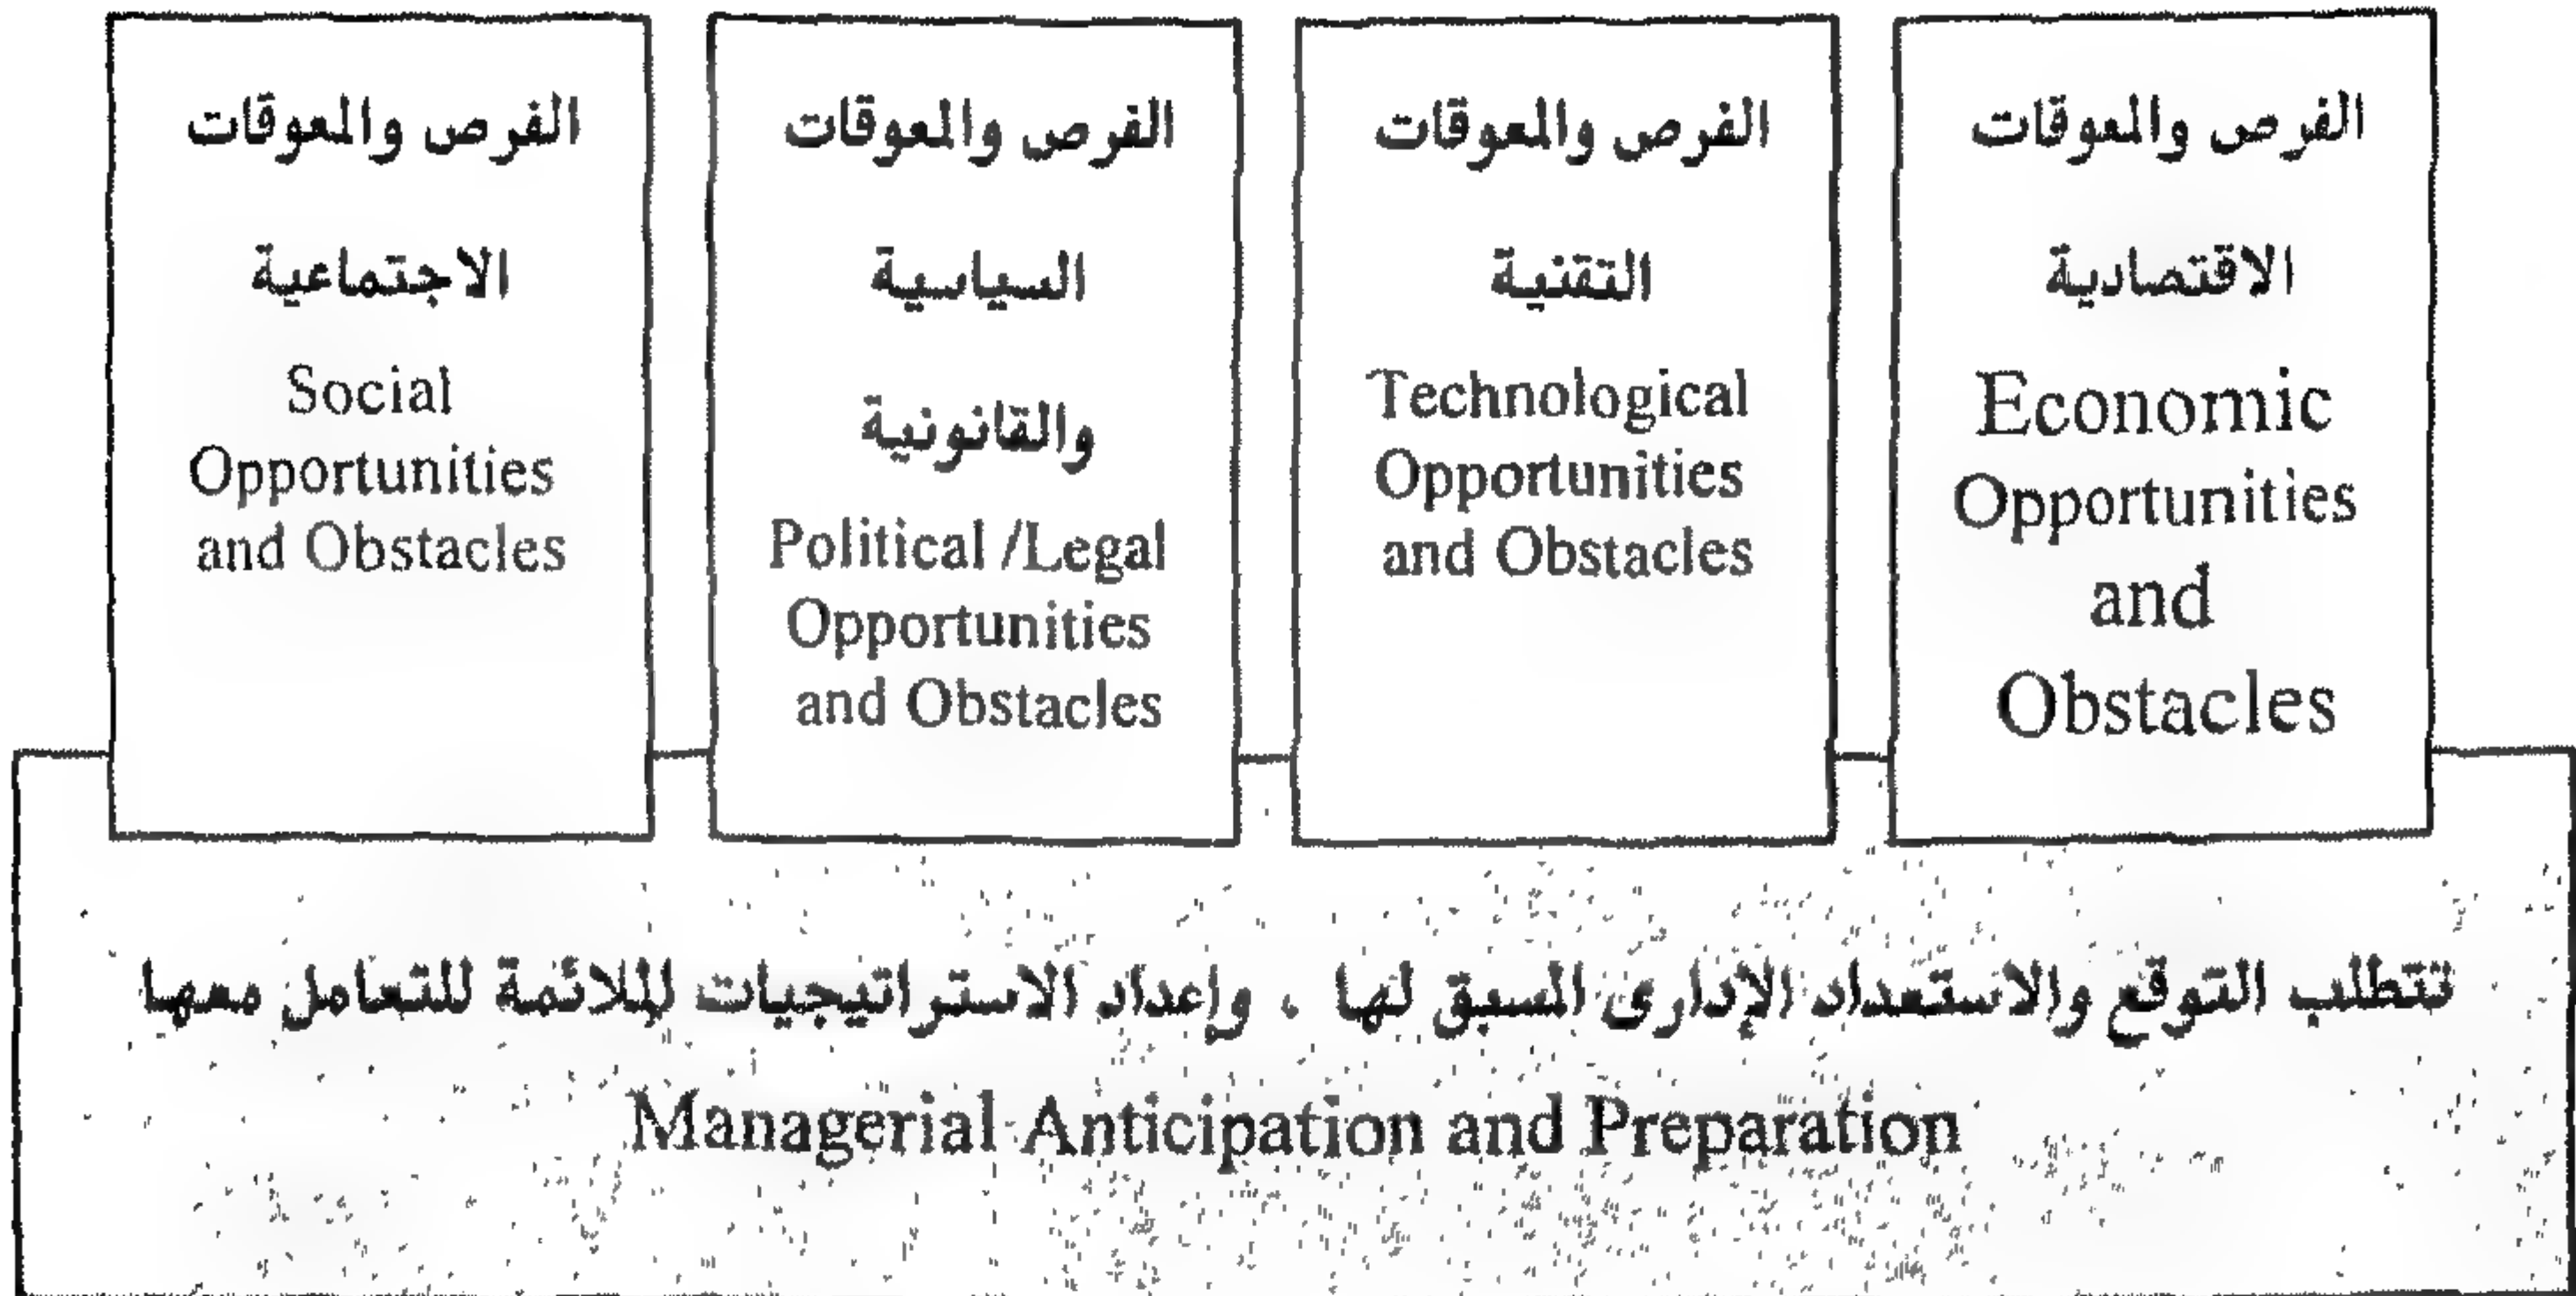 الفرص والمعوقات
الاقتصادية
Economic
Opportunities
and
Obstacles
الفرص والمعوقات
التقنية
Technological
Opportunities
and Obstacles
الفرص والمعوقات
السياسية
والقانونية
Political /Legal
Opportunities
and Obstacles
الفرص والمعوقات
الاجتماعية
Social
Opportunities
and Obstacles
تتطلب التوقع والاستعداد الإدارى المسبق لها ، وإعداد الاستراتيجيات الملائمة للتعامل معها
Managerial Anticipation and Preparation